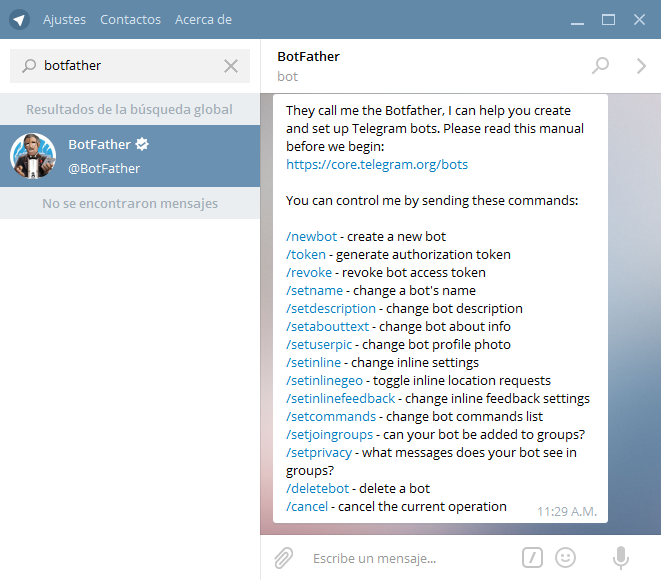 Ajustes Contactos Acerca de
botfather
Resultados de la búsqueda global
BotFather
@BotFather
No se encontraron mensajes
BotFather
bot
They call me the Botfather, I can help you create
and set up Telegram bots. Please read this manual
before we begin:
https://core.telegram.org/bots
You can control me by sending these commands:
/newbot - create a new bot
/token - generate authorization token
/revoke - revoke bot access token
/setname - change a bot's name
/setdescription - change bot description
/setabouttext - change bot about info
/setuserpic - change bot profile photo
/setinline - change inline settings
/setinlinegeo - toggle inline location requests
/setinlinefeedback - change inline feedback settings
/setcommands - change bot commands list
/setjoingroups - can your bot be added to groups?
/setprivacy - what messages does your bot see in
groups?
/deletebot - delete a bot
/cancel - cancel the current operation
11:29 A.M.
Escribe un mensaje...